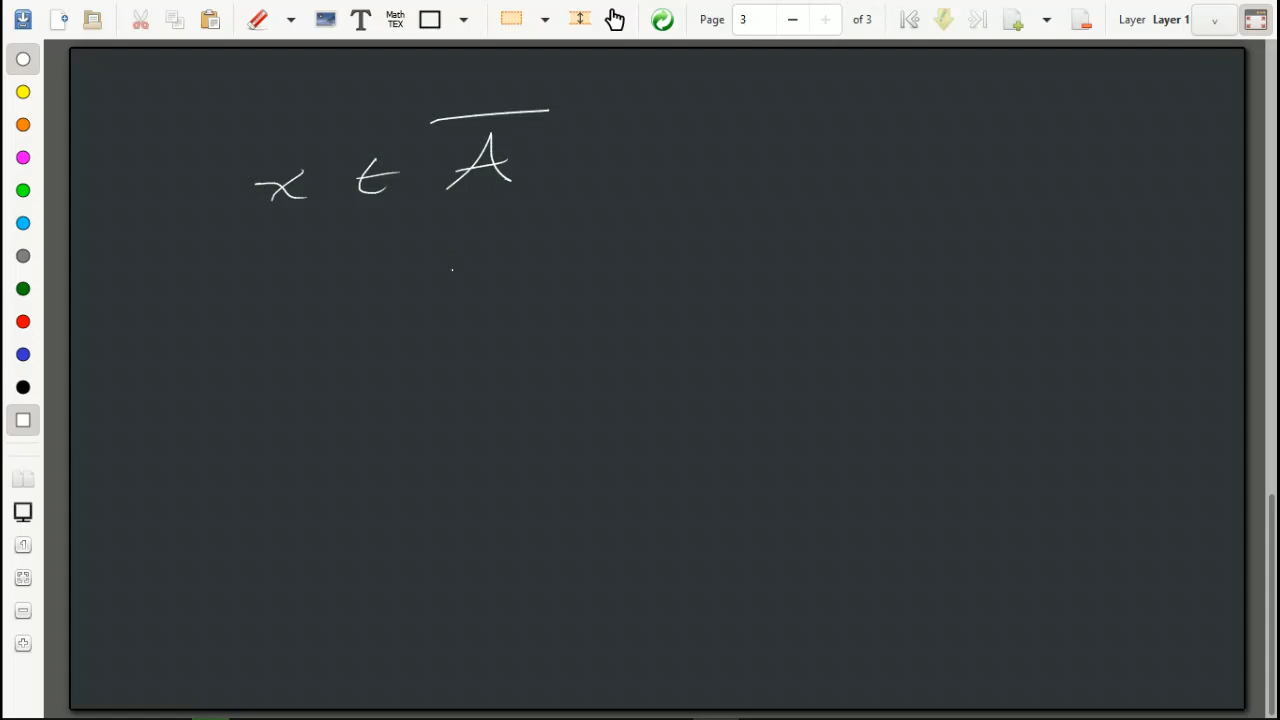 Math
TEX
T
Page 3 of 3 Layer Layer 1
x ∈ A̅